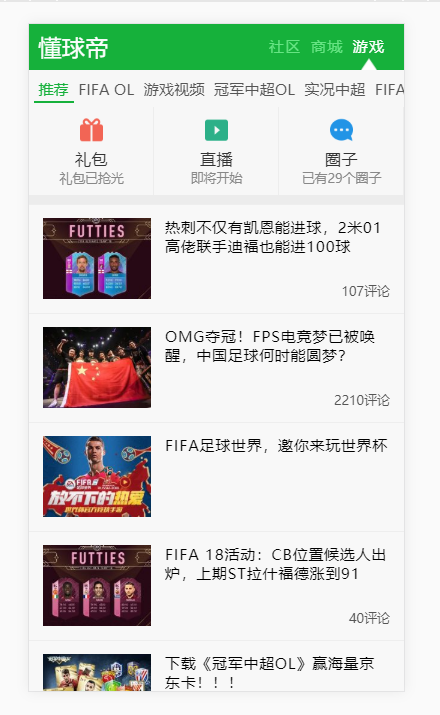 懂球帝
社区 商城 游戏
推荐 FIFA OL 游戏视频 冠军中超OL 实况中超 FIFA
礼包 直播 圈子
礼包已抢光 即将开始 已有29个圈子
FUTTIES
热刺不仅有凯恩能进球，2米01
高佬联手迪福也能进100球
107评论
OMG夺冠！FPS电竞梦已被唤
醒，中国足球何时能圆梦？
2210评论
FIFA足球世界，邀你来玩世界杯
放不下的热爱
FUTTIES
FIFA 18活动：CB位置候选人出
炉，上期ST拉什福德涨到91
40评论
下载《冠军中超OL》赢海量京
东卡！！！